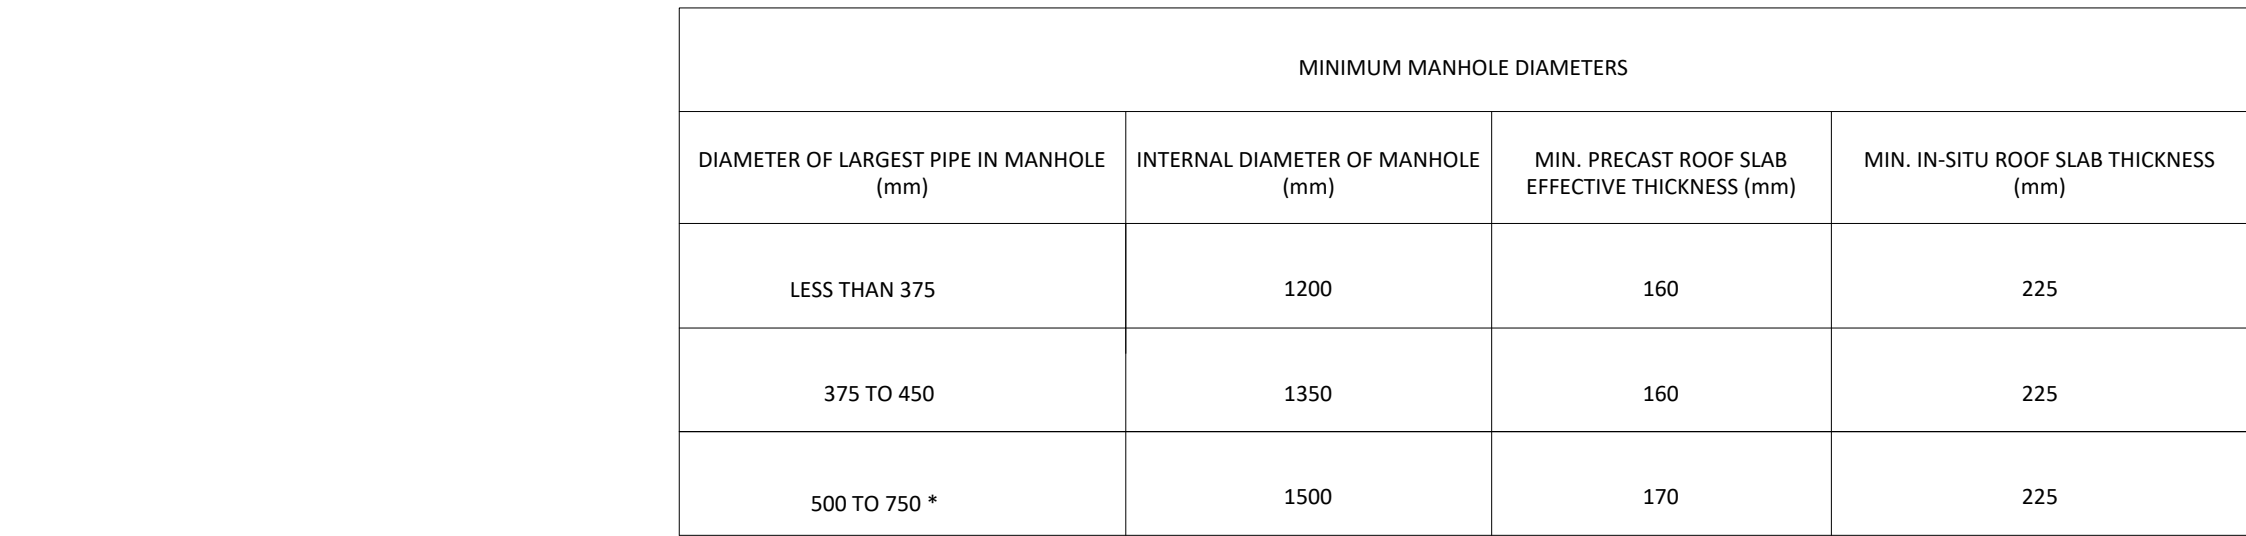 MINIMUM MANHOLE DIAMETERS
DIAMETER OF LARGEST PIPE IN MANHOLE
(mm)
INTERNAL DIAMETER OF MANHOLE
(mm)
MIN. PRECAST ROOF SLAB
EFFECTIVE THICKNESS (mm)
MIN. IN-SITU ROOF SLAB THICKNESS
(mm)
LESS THAN 375
1200
160
225
375 TO 450
1350
160
225
500 TO 750 *
1500
170
225